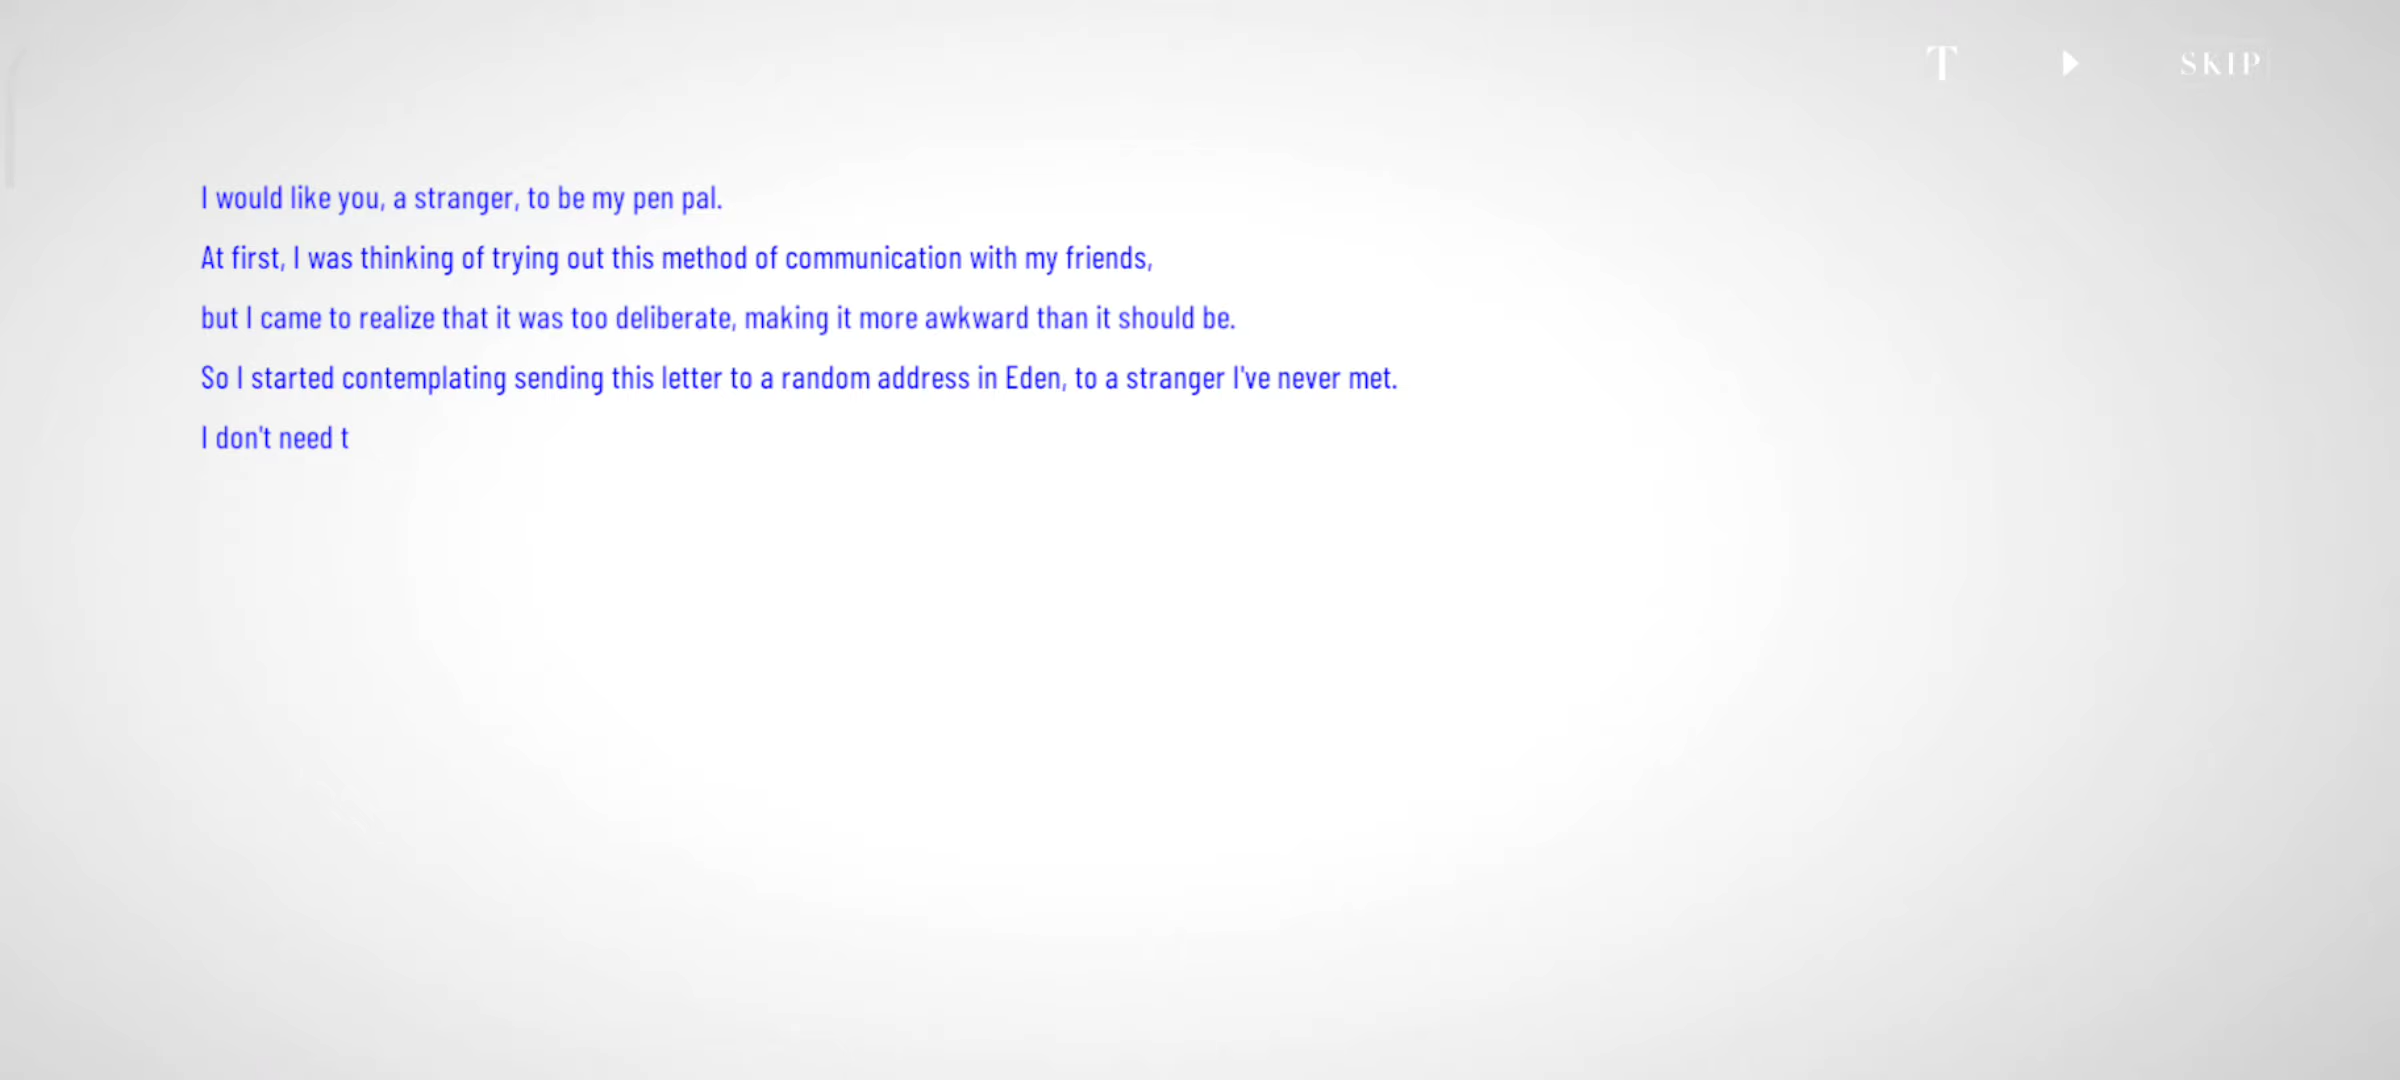 T
SKIP
I would like you, a stranger, to be my pen pal.
At first, I was thinking of trying out this method of communication with my friends,
but I came to realize that it was too deliberate, making it more awkward than it should be.
So I started contemplating sending this letter to a random address in Eden, to a stranger I've never met.
I don't need t